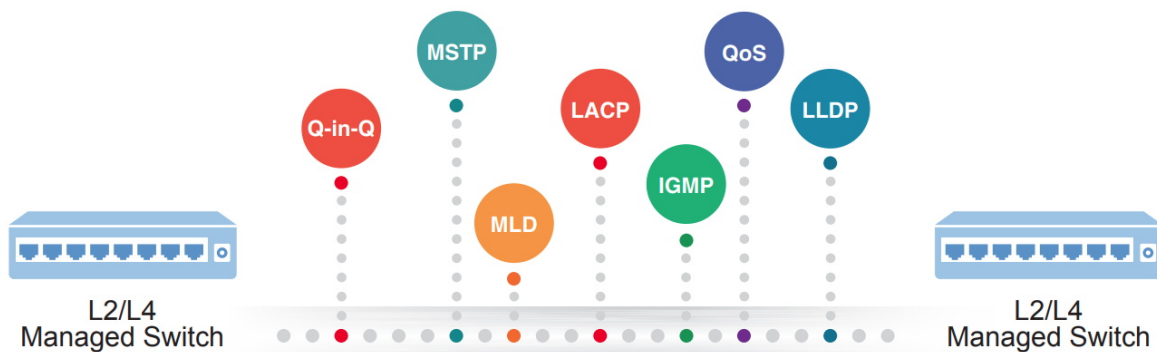 MSTP
QoS
LACP
LLDP
Q-in-Q
IGMP
MLD
L2/L4
Managed Switch
L2/L4
Managed Switch